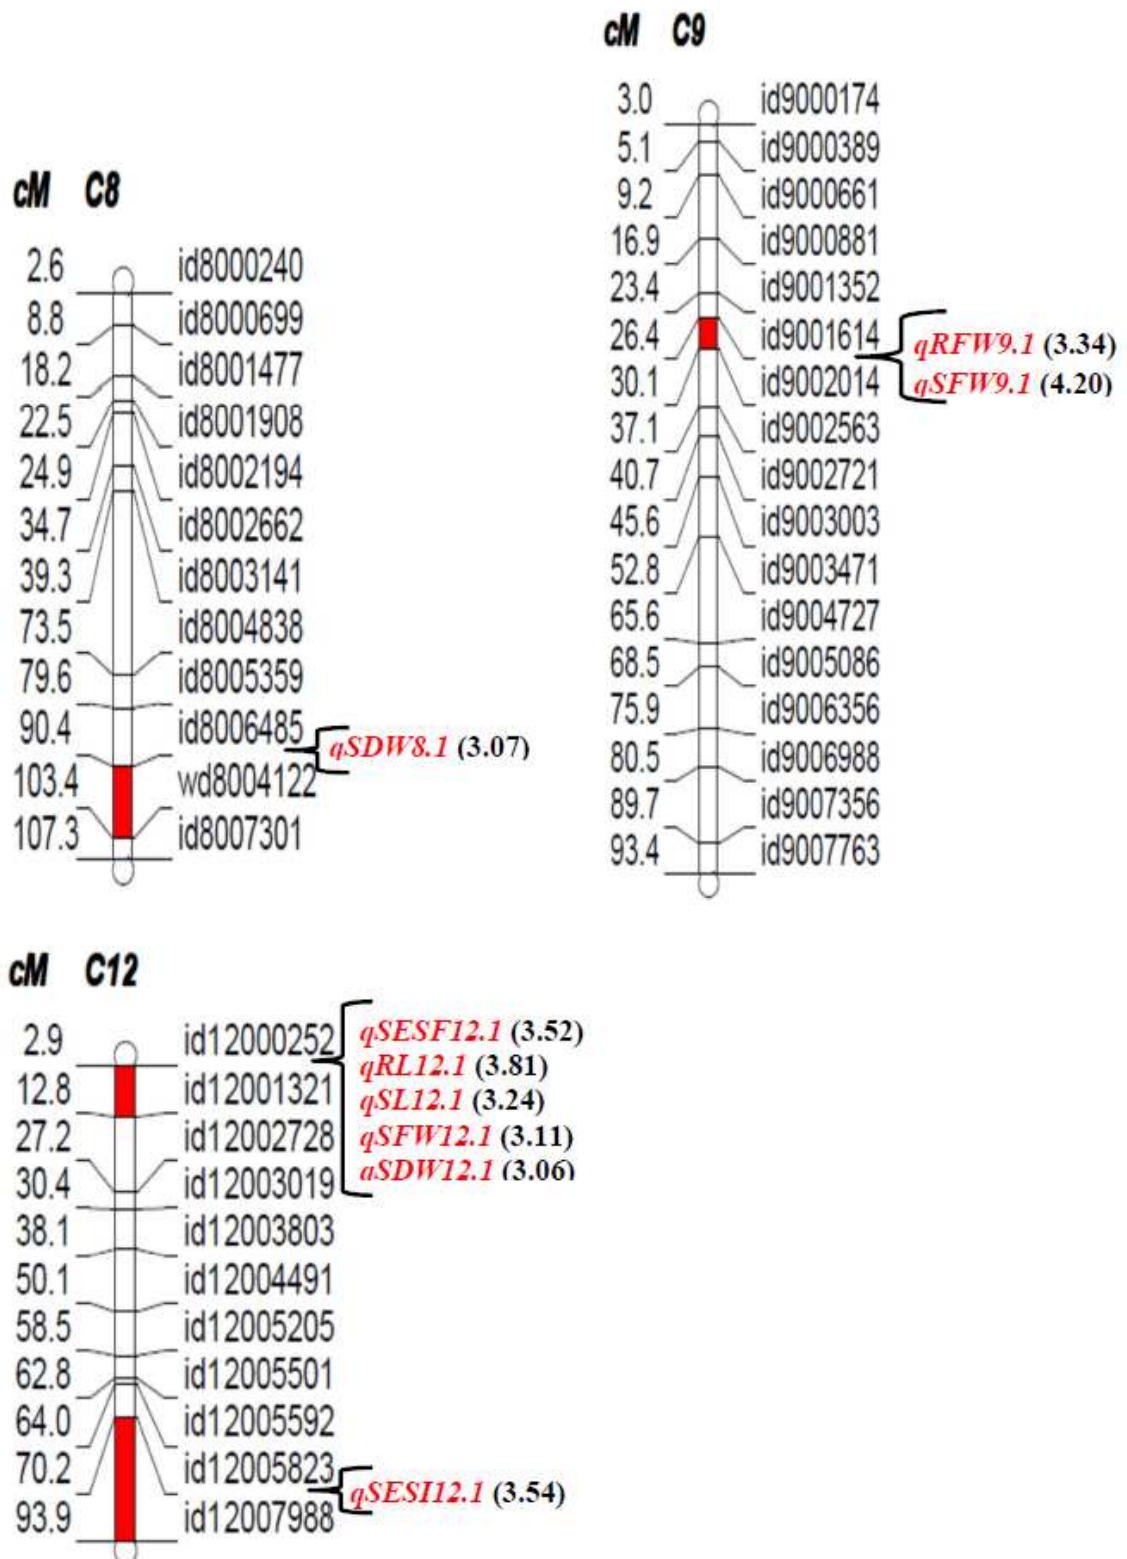 cM C8
2.6 id8000240
8.8 id8000699
18.2 id8001477
22.5 id8001908
24.9 id8002194
34.7 id8002662
39.3 id8003141
73.5 id8004838
79.6 id8005359
90.4 id8006485
103.4 wd8004122
107.3 id8007301
qSDW8.1 (3.07)
cM C9
3.0 id9000174
5.1 id9000389
9.2 id9000661
16.9 id9000881
23.4 id9001352
26.4 id9001614
30.1 id9002014
37.1 id9002563
40.7 id9002721
45.6 id9003003
52.8 id9003471
65.6 id9004727
68.5 id9005086
75.9 id9006356
80.5 id9006988
89.7 id9007356
93.4 id9007763
qRFW9.1 (3.34)
qSFW9.1 (4.20)
cM C12
2.9 id12000252
12.8 id12001321
27.2 id12002728
30.4 id12003019
38.1 id12003803
50.1 id12004491
58.5 id12005205
62.8 id12005501
64.0 id12005592
70.2 id12005823
93.9 id12007988
qSESF12.1 (3.52)
qRL12.1 (3.81)
qSL12.1 (3.24)
qSFW12.1 (3.11)
qSDW12.1 (3.06)
qSESI12.1 (3.54)